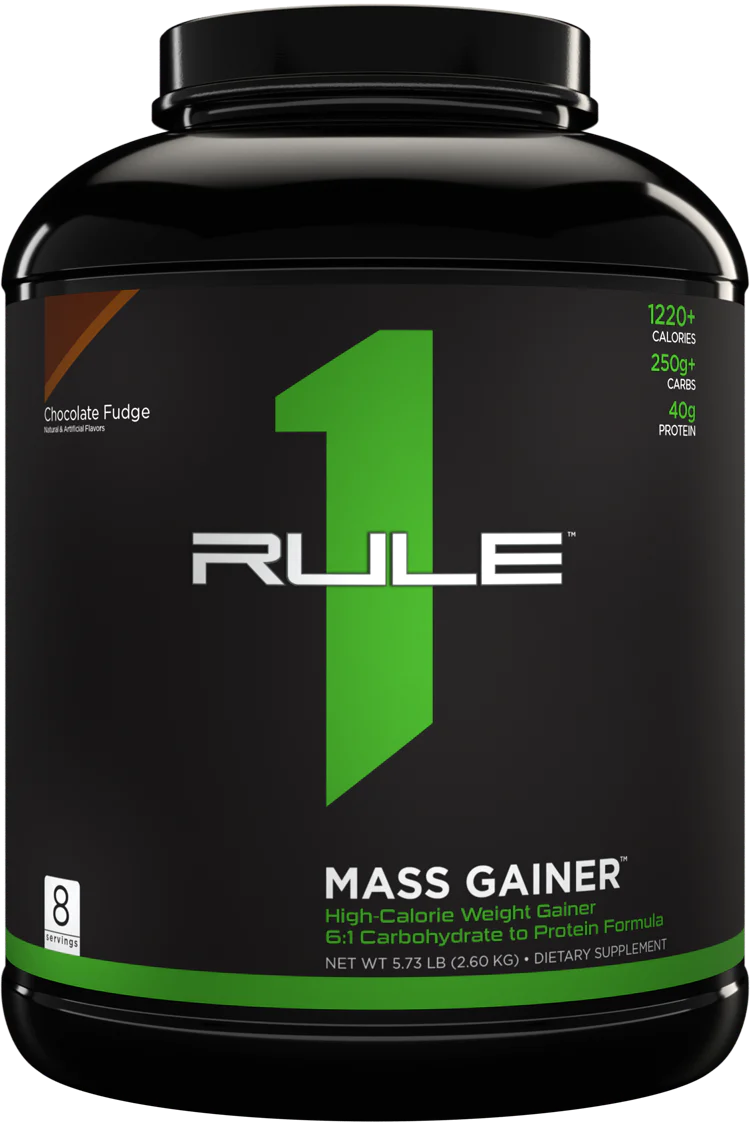 Chocolate Fudge
Natural & Artificial Flavors
1220+
CALORIES
250g+
CARBS
40g
PROTEIN
1
RULE™
MASS GAINER™
High-Calorie Weight Gainer
6:1 Carbohydrate to Protein Formula
NET WT 5.73 LB (2.60 KG) • DIETARY SUPPLEMENT
8
servings